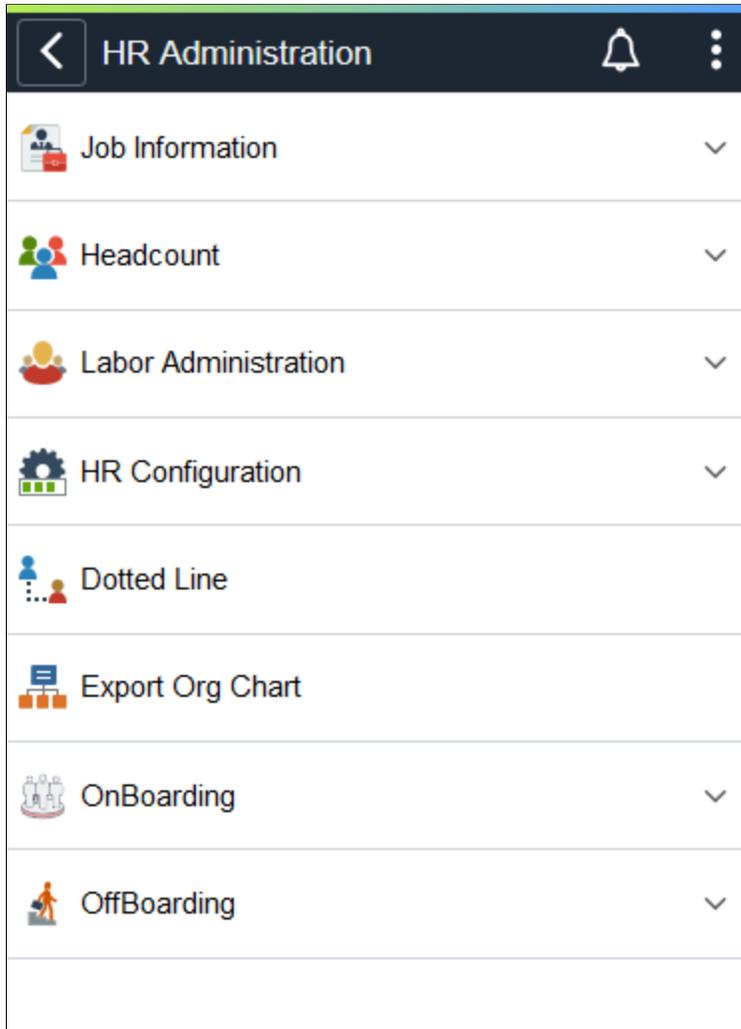 HR Administration
Job Information
Headcount
Labor Administration
HR Configuration
Dotted Line
Export Org Chart
OnBoarding
OffBoarding